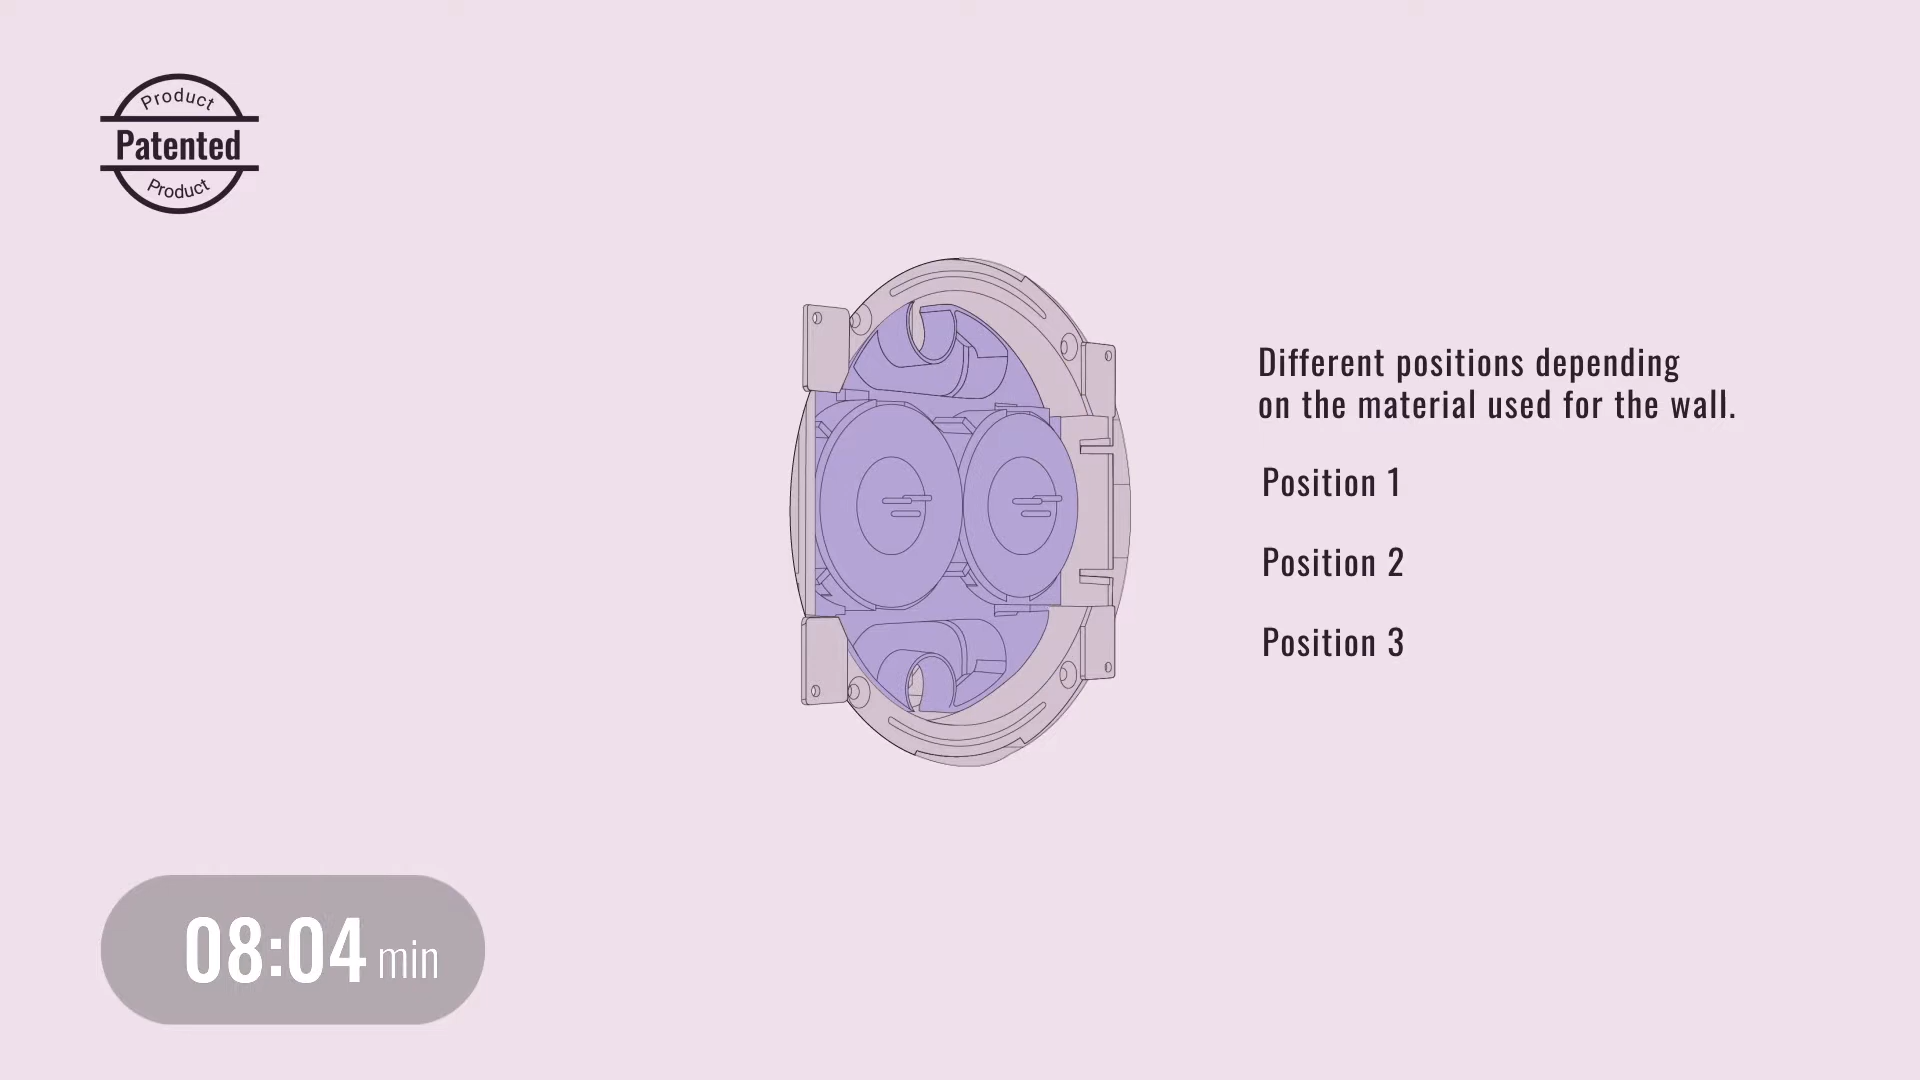 Product
Patented
Product
Different positions depending
on the material used for the wall.
Position 1
Position 2
Position 3
08:04 min